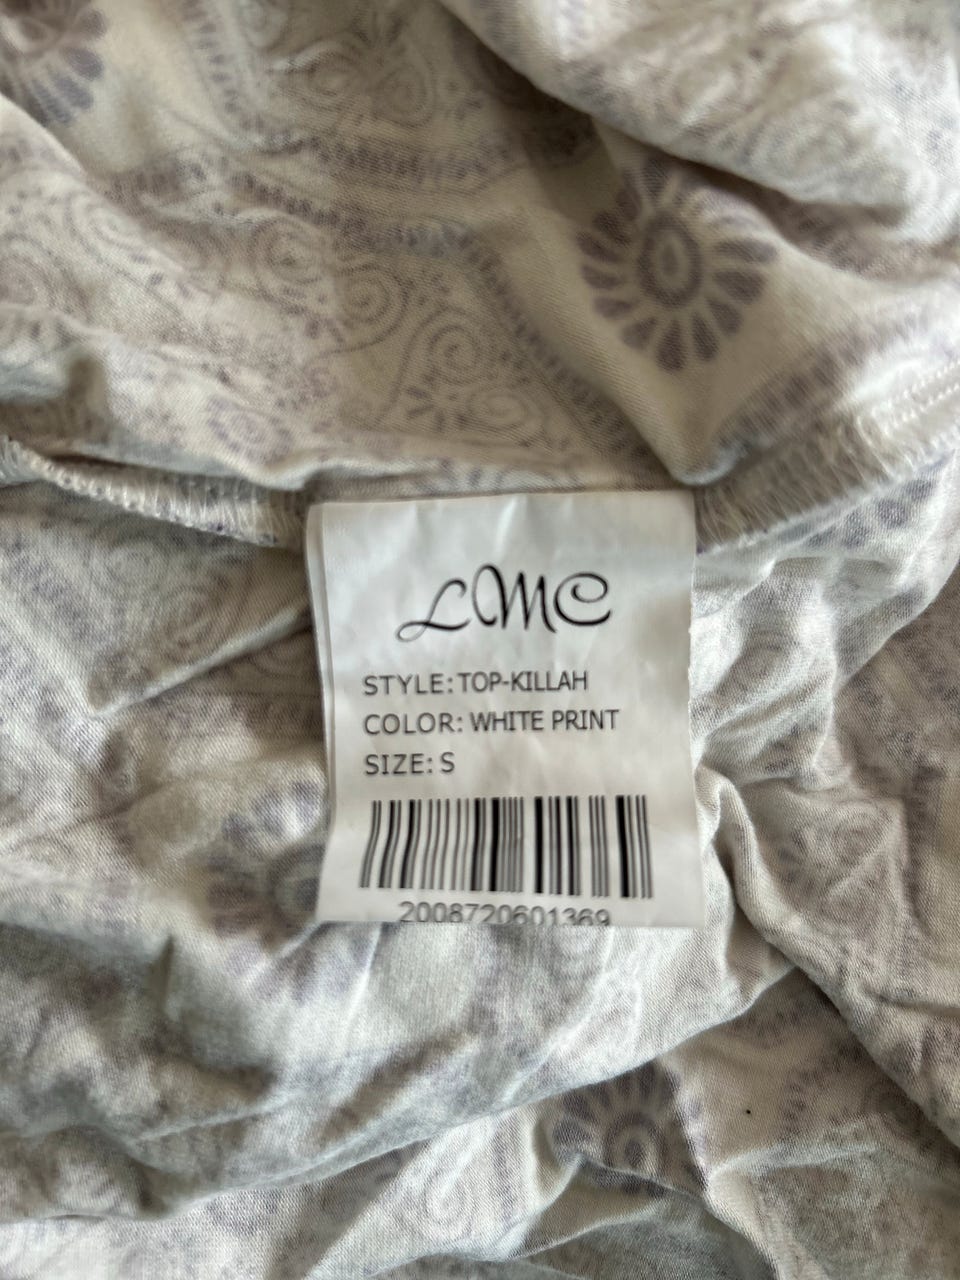 LMC
STYLE: TOP-KILLAH
COLOR: WHITE PRINT
SIZE: S
2008720601369